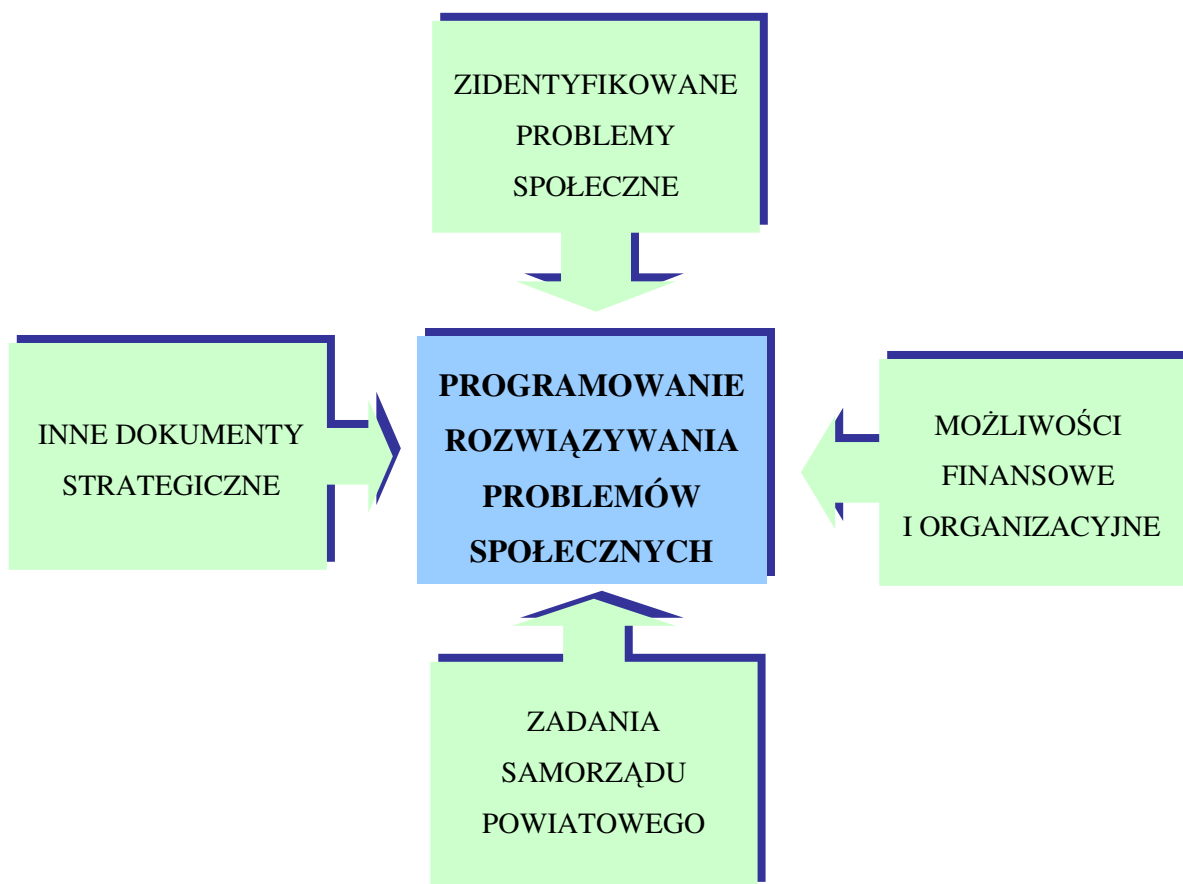 ZIDENTYFIKOWANE
PROBLEMY
SPOŁECZNE
INNE DOKUMENTY
STRATEGICZNE
PROGRAMOWANIE
ROZWIĄZYWANIA
PROBLEMÓW
SPOŁECZNYCH
MOŻLIWOŚCI
FINANSOWE
I ORGANIZACYJNE
ZADANIA
SAMORZĄDU
POWIATOWEGO